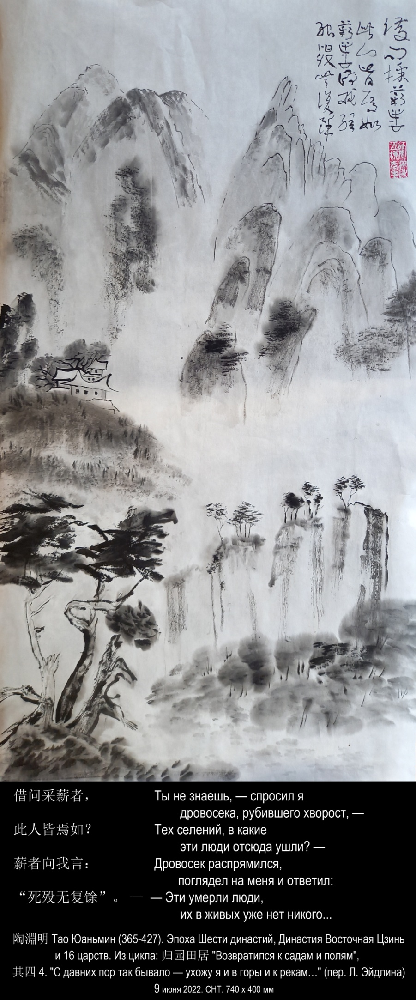 借问採薪者
此人皆焉如
薪者向我言
死殁無復餘
借问采薪者， Ты не знаешь, — спросил я
дровосека, рубившего хворост, —
此人皆焉如？ Тех селений, в какие
эти люди отсюда ушли? —
薪者向我言： Дровосек распрямился,
поглядел на меня и ответил:
“死殁无复馀”。 — — Эти умерли люди,
их в живых уже нет никого...
陶淵明 Тао Юаньмин (365-427). Эпоха Шести династий, Династия Восточная Цзинь
и 16 царств. Из цикла: 归园田居 "Возвратился к садам и полям",
其四 4. "С давних пор так бывало — ухожу я и в горы и к рекам…" (пер. Л. Эйдлина)
9 июня 2022. СНТ. 740 х 400 мм